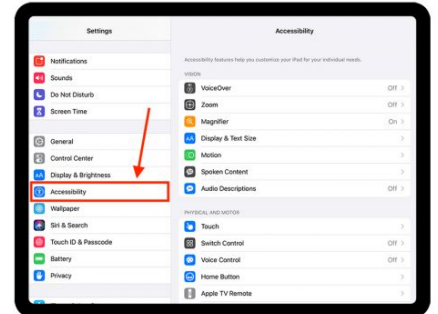 Settings
Notifications
Sounds
Do Not Disturb
Screen Time
General
Control Center
Display & Brightness
Accessibility
Wallpaper
Siri & Search
Touch ID & Passcode
Battery
Privacy
Accessibility
Accessibility features help you customize your iPad for your individual needs.
VISION
VoiceOver Off
Zoom Off
Magnifier On
AA Display & Text Size
Motion
Spoken Content
Audio Descriptions Off
PHYSICAL AND MOTOR
Touch
Switch Control Off
Voice Control Off
Home Button
Apple TV Remote